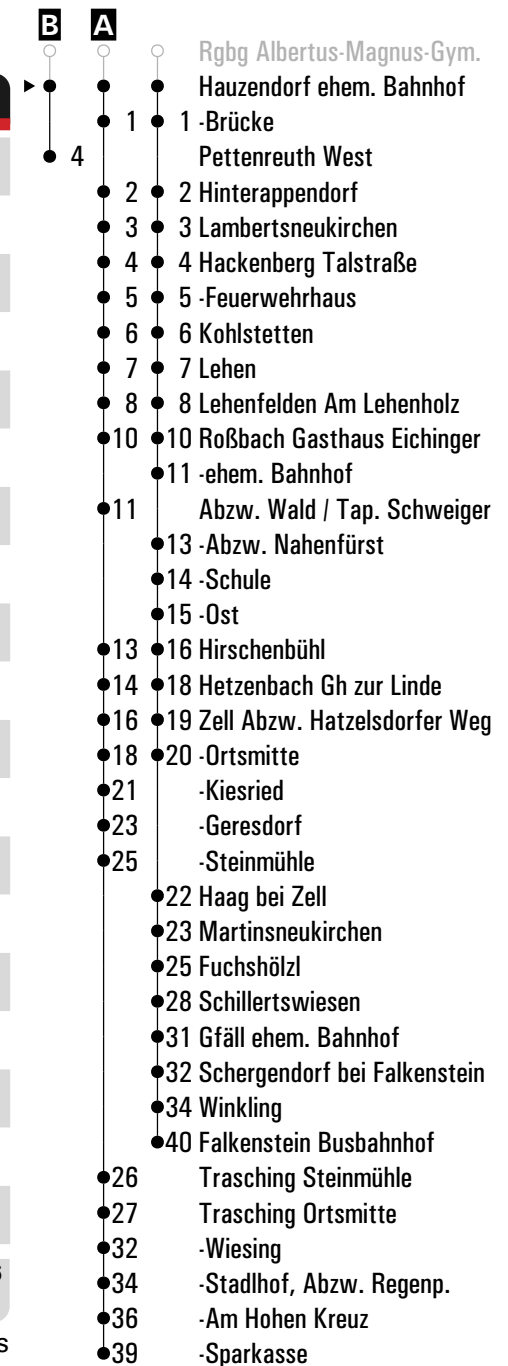 B A
Rgbg Albertus-Magnus-Gym.
Hauzendorf ehem. Bahnhof
1 1 -Brücke
4 Pettenreuth West
2 2 Hinterappendorf
3 3 Lambertsneukirchen
4 4 Hackenberg Talstraße
5 5 -Feuerwehrhaus
6 6 Kohlstetten
7 7 Lehen
8 8 Lehenfelden Am Lehenholz
10 10 Roßbach Gasthaus Eichinger
11 -ehem. Bahnhof
11 Abzw. Wald / Tap. Schweiger
13 -Abzw. Nahenfürst
14 -Schule
15 -Ost
13 16 Hirschenbühl
14 18 Hetzenbach Gh zur Linde
16 19 Zell Abzw. Hatzelsdorfer Weg
18 20 -Ortsmitte
21 -Kiesried
23 -Geresdorf
25 -Steinmühle
22 Haag bei Zell
23 Martinsneukirchen
25 Fuchshölzl
28 Schillertswiesen
31 Gfäll ehem. Bahnhof
32 Schergendorf bei Falkenstein
34 Winkling
40 Falkenstein Busbahnhof
26 Trasching Steinmühle
27 Trasching Ortsmitte
32 -Wiesing
34 -Stadlhof, Abzw. Regenp.
36 -Am Hohen Kreuz
s 39 -Sparkasse